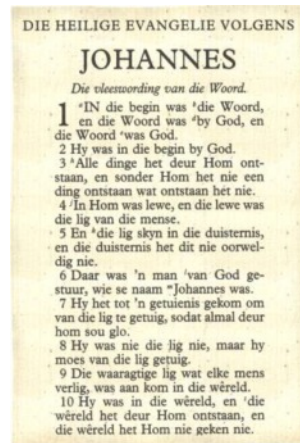 DIE HEILIGE EVANGELIE VOLGENS
JOHANNES
Die vleeswording van die Woord.
1 IN die begin was die Woord,
en die Woord was by God, en
die Woord was God.
2 Hy was in die begin by God.
3 Alle dinge het deur Hom ont-
staan, en sonder Hom het nie een
ding ontstaan wat ontstaan het nie.
4 In Hom was lewe, en die lewe was
die lig van die mense.
5 En die lig skyn in die duisternis,
en die duisternis het dit nie oorwel-
dig nie.
6 Daar was 'n man van God ge-
stuur, wie se naam Johannes was.
7 Hy het tot 'n getuienis gekom om
van die lig te getuig, sodat almal deur
hom sou glo.
8 Hy was nie die lig nie, maar hy
moes van die lig getuig.
9 Die waaragtige lig wat elke mens
verlig, was aan kom in die wêreld.
10 Hy was in die wêreld, en die
wêreld het deur Hom ontstaan, en
die wêreld het Hom nie geken nie.